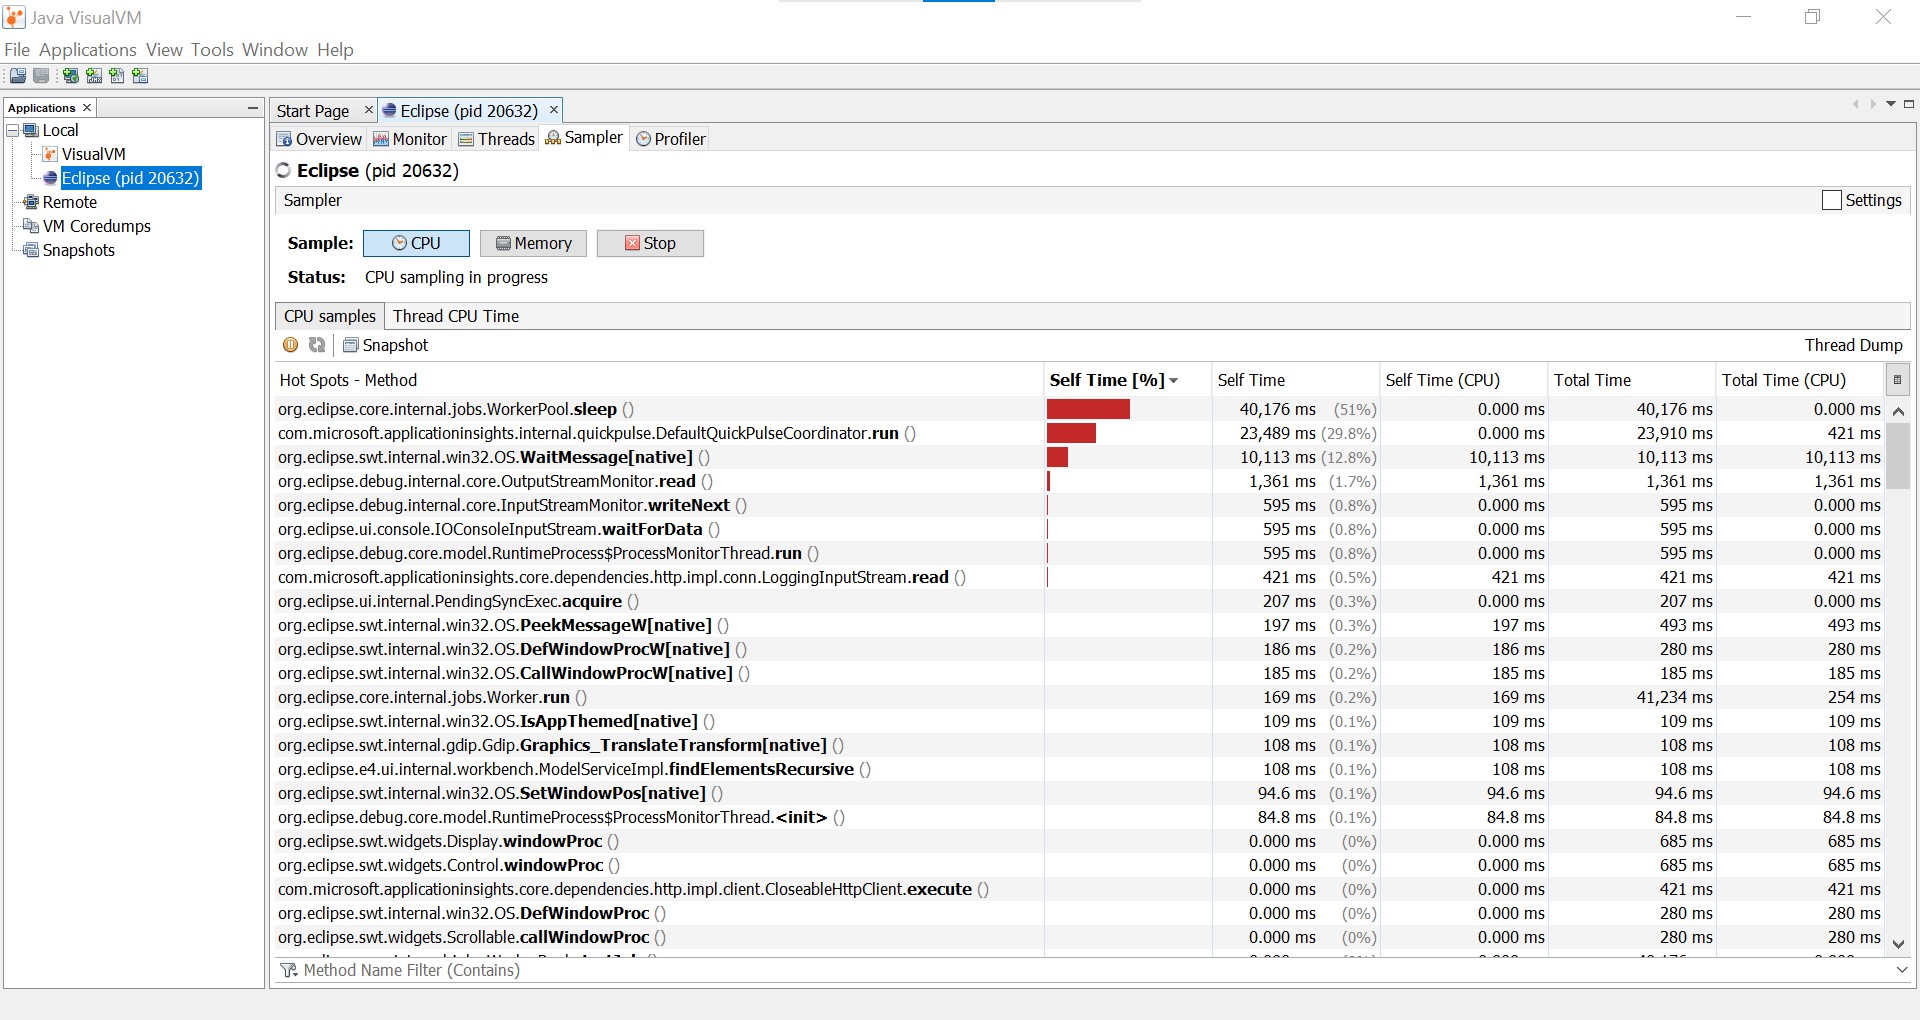 Java VisualVM
File Applications View Tools Window Help
Applications
Local
VisualVM
Eclipse (pid 20632)
Remote
VM Coredumps
Snapshots
Start Page
Eclipse (pid 20632)
Overview Monitor Threads Sampler Profiler
Eclipse (pid 20632)
Sampler Settings
Sample: CPU Memory Stop
Status: CPU sampling in progress
CPU samples Thread CPU Time
Snapshot Thread Dump
Hot Spots - Method Self Time [%] Self Time Self Time (CPU) Total Time Total Time (CPU)
org.eclipse.core.internal.jobs.WorkerPool.sleep () 40,176 ms (51%) 0.000 ms 40,176 ms 0.000 ms
com.microsoft.applicationinsights.internal.quickpulse.DefaultQuickPulseCoordinator.run () 23,489 ms (29.8%) 0.000 ms 23,910 ms 421 ms
org.eclipse.swt.internal.win32.OS.WaitMessage[native] () 10,113 ms (12.8%) 10,113 ms 10,113 ms 10,113 ms
org.eclipse.debug.internal.core.OutputStreamMonitor.read () 1,361 ms (1.7%) 1,361 ms 1,361 ms 1,361 ms
org.eclipse.debug.internal.core.InputStreamMonitor.writeNext () 595 ms (0.8%) 0.000 ms 595 ms 0.000 ms
org.eclipse.ui.console.IOConsoleInputStream.waitForData () 595 ms (0.8%) 0.000 ms 595 ms 0.000 ms
org.eclipse.debug.core.model.RuntimeProcess$ProcessMonitorThread.run () 595 ms (0.8%) 0.000 ms 595 ms 0.000 ms
com.microsoft.applicationinsights.core.dependencies.http.impl.conn.LoggingInputStream.read () 421 ms (0.5%) 421 ms 421 ms 421 ms
org.eclipse.ui.internal.PendingSyncExec.acquire () 207 ms (0.3%) 0.000 ms 207 ms 0.000 ms
org.eclipse.swt.internal.win32.OS.PeekMessageW[native] () 197 ms (0.3%) 197 ms 493 ms 493 ms
org.eclipse.swt.internal.win32.OS.DefWindowProcW[native] () 186 ms (0.2%) 186 ms 280 ms 280 ms
org.eclipse.swt.internal.win32.OS.CallWindowProcW[native] () 185 ms (0.2%) 185 ms 185 ms 185 ms
org.eclipse.core.internal.jobs.Worker.run () 169 ms (0.2%) 169 ms 41,234 ms 254 ms
org.eclipse.swt.internal.win32.OS.IsAppThemed[native] () 109 ms (0.1%) 109 ms 109 ms 109 ms
org.eclipse.swt.internal.gdip.Gdip.Graphics_TranslateTransform[native] () 108 ms (0.1%) 108 ms 108 ms 108 ms
org.eclipse.e4.ui.internal.workbench.ModelServiceImpl.findElementsRecursive () 108 ms (0.1%) 108 ms 108 ms 108 ms
org.eclipse.swt.internal.win32.OS.SetWindowPos[native] () 94.6 ms (0.1%) 94.6 ms 94.6 ms 94.6 ms
org.eclipse.debug.core.model.RuntimeProcess$ProcessMonitorThread.<init> () 84.8 ms (0.1%) 84.8 ms 84.8 ms 84.8 ms
org.eclipse.swt.widgets.Display.windowProc () 0.000 ms (0%) 0.000 ms 685 ms 685 ms
org.eclipse.swt.widgets.Control.windowProc () 0.000 ms (0%) 0.000 ms 685 ms 685 ms
com.microsoft.applicationinsights.core.dependencies.http.impl.client.CloseableHttpClient.execute () 0.000 ms (0%) 0.000 ms 421 ms 421 ms
org.eclipse.swt.internal.win32.OS.DefWindowProc () 0.000 ms (0%) 0.000 ms 280 ms 280 ms
org.eclipse.swt.widgets.Scrollable.callWindowProc () 0.000 ms (0%) 0.000 ms 280 ms 280 ms
Method Name Filter (Contains)